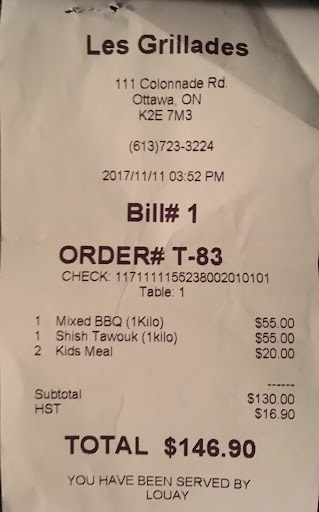 Les Grillades
111 Colonnade Rd.
Ottawa, ON
K2E 7M3
(613)723-3224
2017/11/11 03:52 PM
Bill# 1
ORDER# T-83
CHECK: 1171111155238002010101
Table: 1
1 Mixed BBQ (1Kilo) $55.00
1 Shish Tawouk (1kilo) $55.00
2 Kids Meal $20.00
------
Subtotal $130.00
HST $16.90
TOTAL $146.90
YOU HAVE BEEN SERVED BY
LOUAY